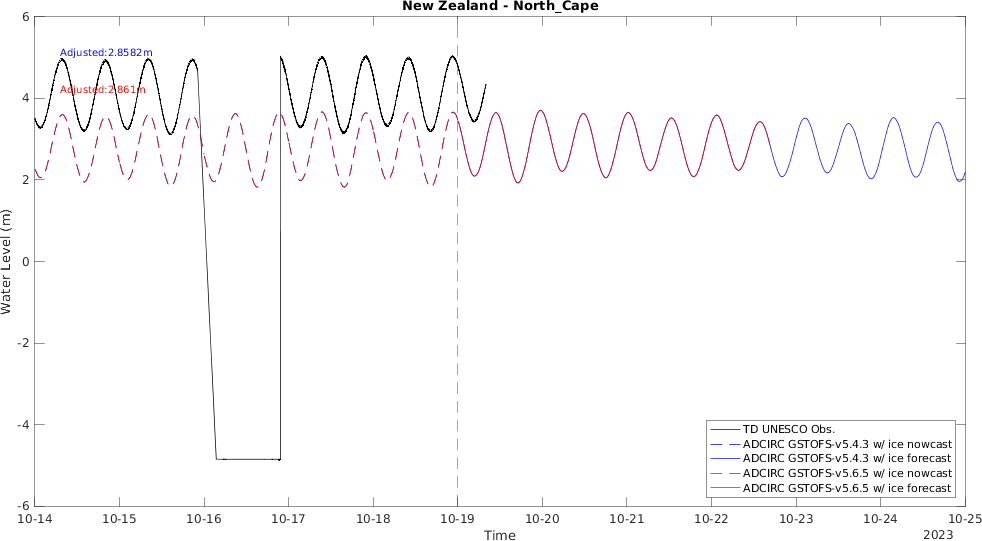 New Zealand - North_Cape
6
Adjusted:2.8582m
Adjusted:2.861m
4
2
0
-2
-4
-6
Water Level (m)
TD UNESCO Obs.
ADCIRC GSTOFS-v5.4.3 w/ ice nowcast
ADCIRC GSTOFS-v5.4.3 w/ ice forecast
ADCIRC GSTOFS-v5.6.5 w/ ice nowcast
ADCIRC GSTOFS-v5.6.5 w/ ice forecast
10-14 10-15 10-16 10-17 10-18 10-19 10-20 10-21 10-22 10-23 10-24 10-25
Time
2023